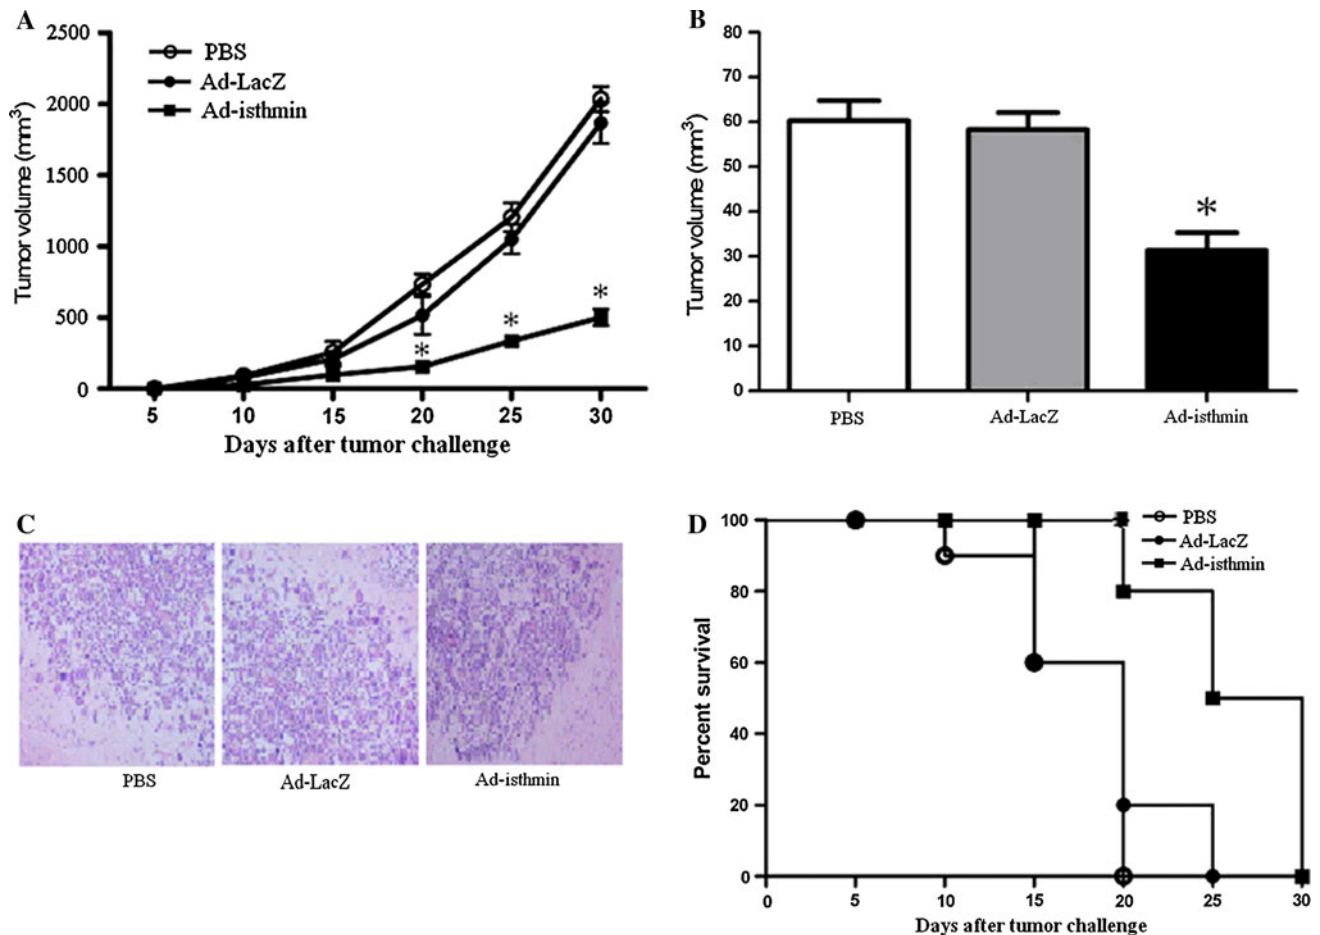 A
PBS
Ad-LacZ
Ad-isthmin
2500
2000
1500
1000
500
0
Tumor volume (mm³)
5 10 15 20 25 30
Days after tumor challenge
* * *
B
80
70
60
50
40
30
20
10
0
Tumor volume (mm³)
*
PBS Ad-LacZ Ad-isthmin
C
PBS Ad-LacZ Ad-isthmin
D
PBS
Ad-LacZ
Ad-isthmin
100
80
60
40
20
0
Percent survival
0 5 10 15 20 25 30
Days after tumor challenge